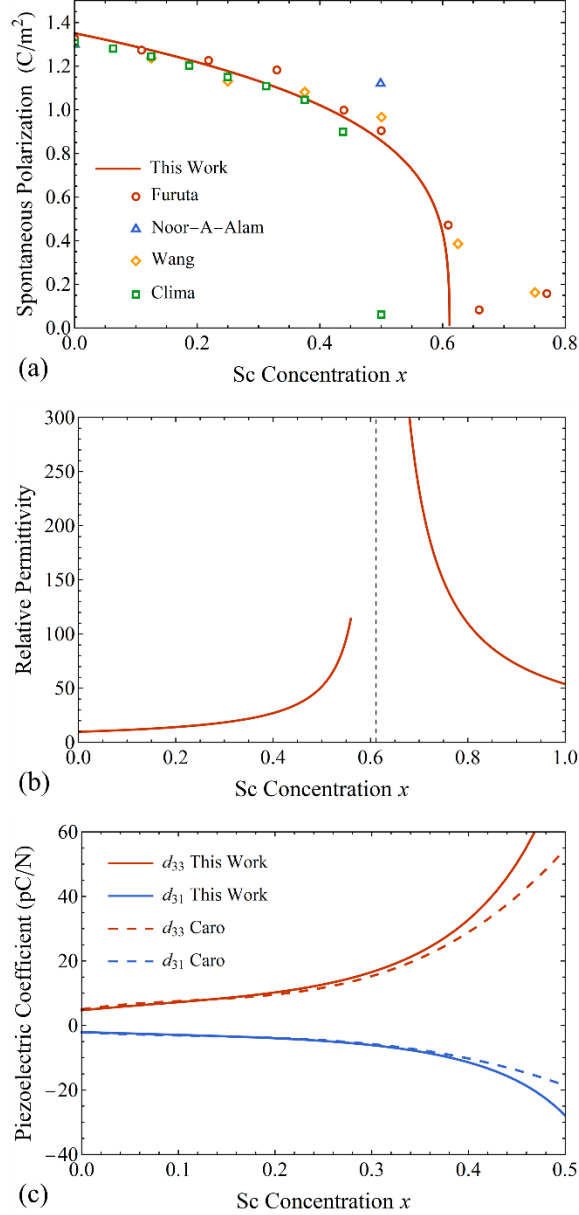 1.4
1.2
1.0
0.8
0.6
0.4
0.2
0.0
Spontaneous Polarization (C/m²)
This Work
Furuta
Noor-A-Alam
Wang
Clima
0.0 0.2 0.4 0.6 0.8
(a)
Sc Concentration x
300
250
200
150
100
50
0
Relative Permittivity
0.0 0.2 0.4 0.6 0.8 1.0
(b)
Sc Concentration x
60
40
20
0
-20
-40
Piezoelectric Coefficient (pC/N)
d₃₃ This Work
d₃₁ This Work
d₃₃ Caro
d₃₁ Caro
0.0 0.1 0.2 0.3 0.4 0.5
(c)
Sc Concentration x